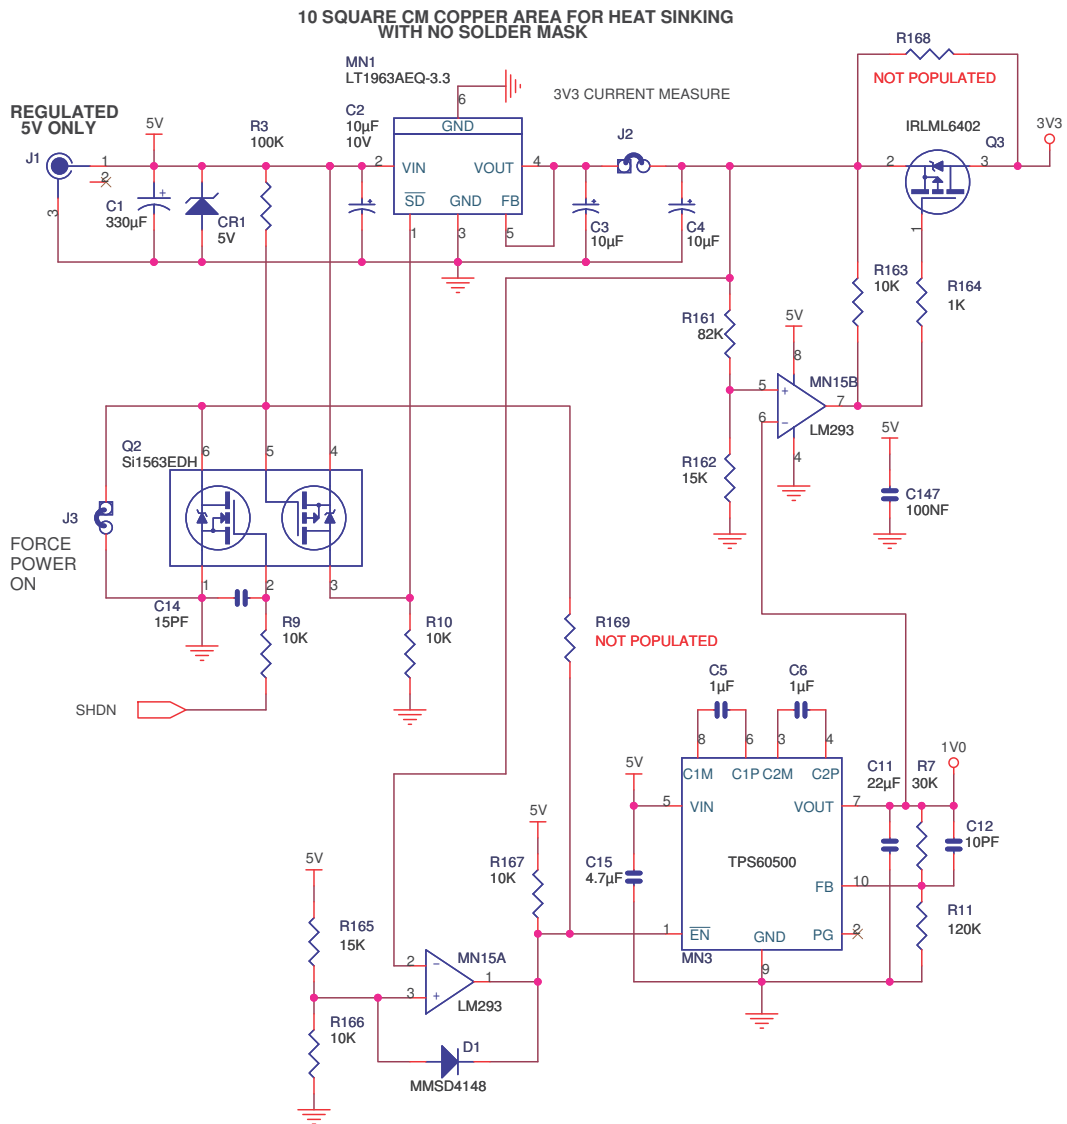 10 SQUARE CM COPPER AREA FOR HEAT SINKING
WITH NO SOLDER MASK
MN1
LT1963AEQ-3.3
6
GND
VIN
VOUT
SD
GND
FB
2
4
1
3
5
3V3 CURRENT MEASURE
R168
NOT POPULATED
IRLML6402
Q3
3V3
2
3
1
REGULATED
5V ONLY
J1
1
2
3
5V
C1
330µF
+
CR1
5V
R3
100K
C2
10µF
10V
+
J2
C3
10µF
+
C4
10µF
+
R163
10K
R164
1K
R161
82K
5V
8
MN15B
5
+
6
−
7
LM293
4
R162
15K
5V
C147
100NF
Q2
Si1563EDH
6
5
4
1
2
3
J3
FORCE
POWER
ON
C14
15PF
R9
10K
R10
10K
SHDN
R169
NOT POPULATED
C5
1µF
C6
1µF
8
6
3
4
C1M
C1P
C2M
C2P
5V
5
VIN
VOUT
7
C11
22µF
R7
30K
1V0
C12
10PF
TPS60500
C15
4.7µF
FB
10
R11
120K
1
EN
GND
PG
2
MN3
9
5V
R167
10K
5V
R165
15K
2
−
MN15A
1
3
+
LM293
R166
10K
D1
MMSD4148